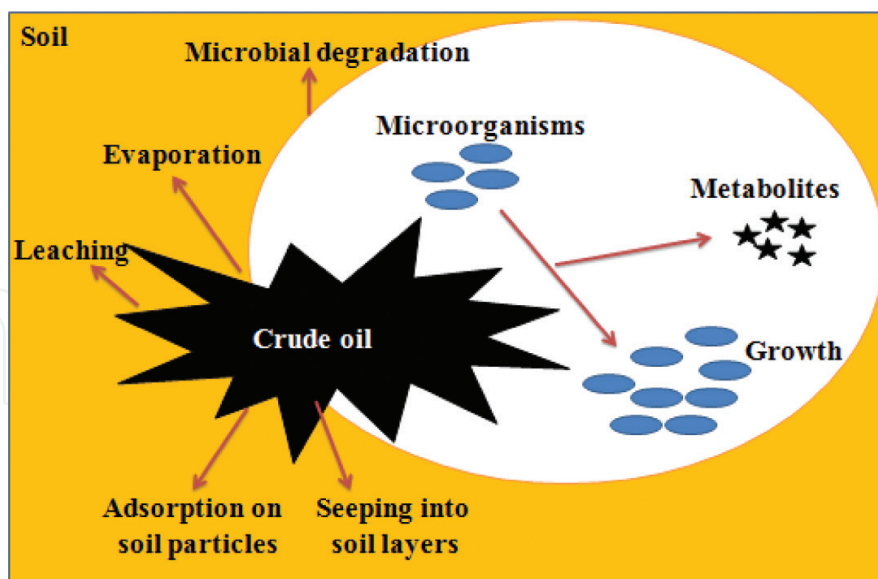 Soil
Microbial degradation
Microorganisms
Evaporation
Metabolites
Leaching
Crude oil
Growth
Adsorption on
soil particles
Seeping into
soil layers